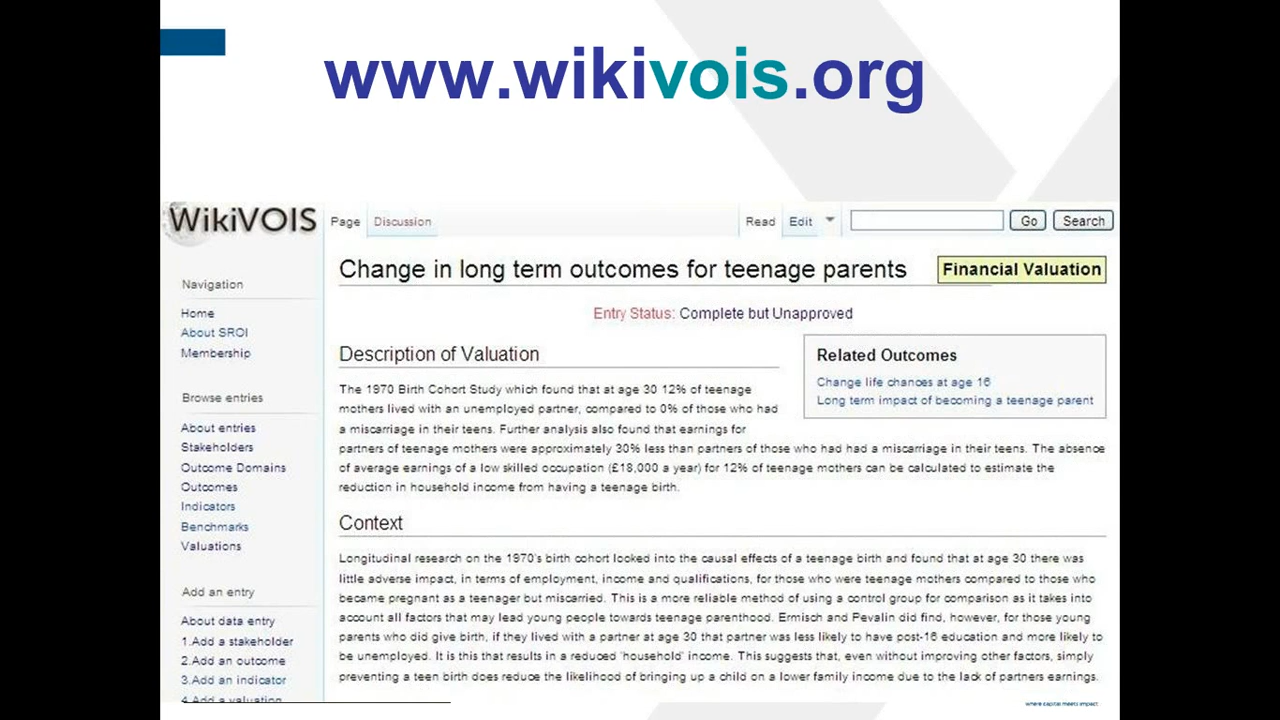 www.wikivois.org
WikiVOIS
Page Discussion Read Edit Go Search
Change in long term outcomes for teenage parents
Financial Valuation
Entry Status: Complete but Unapproved
Navigation
Home
About SROI
Membership
Browse entries
About entries
Stakeholders
Outcome Domains
Outcomes
Indicators
Benchmarks
Valuations
Add an entry
About data entry
1.Add a stakeholder
2.Add an outcome
3.Add an indicator
4.Add a valuation
Description of Valuation
The 1970 Birth Cohort Study which found that at age 30 12% of teenage
mothers lived with an unemployed partner, compared to 0% of those who had
a miscarriage in their teens. Further analysis also found that earnings for
partners of teenage mothers were approximately 30% less than partners of those who had had a miscarriage in their teens. The absence
of average earnings of a low skilled occupation (£18,000 a year) for 12% of teenage mothers can be calculated to estimate the
reduction in household income from having a teenage birth.
Related Outcomes
Change life chances at age 16
Long term impact of becoming a teenage parent
Context
Longitudinal research on the 1970's birth cohort looked into the causal effects of a teenage birth and found that at age 30 there was
little adverse impact, in terms of employment, income and qualifications, for those who were teenage mothers compared to those who
became pregnant as a teenager but miscarried. This is a more reliable method of using a control group for comparison as it takes into
account all factors that may lead young people towards teenage parenthood. Ermisch and Pevalin did find, however, for those young
parents who did give birth, if they lived with a partner at age 30 that partner was less likely to have post-16 education and more likely to
be unemployed. It is this that results in a reduced 'household' income. This suggests that, even without improving other factors, simply
preventing a teen birth does reduce the likelihood of bringing up a child on a lower family income due to the lack of partners earnings.
where capital meets impact